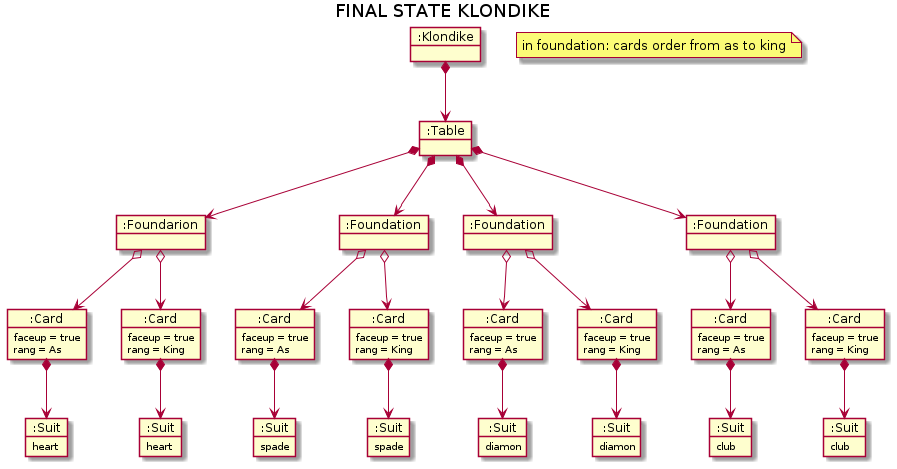 FINAL STATE KLONDIKE
:Klondike
in foundation: cards order from as to king
:Table
:Foundarion
:Foundation
:Foundation
:Foundation
:Card
faceup = true
rang = As
:Card
faceup = true
rang = King
:Card
faceup = true
rang = As
:Card
faceup = true
rang = King
:Card
faceup = true
rang = As
:Card
faceup = true
rang = King
:Card
faceup = true
rang = As
:Card
faceup = true
rang = King
:Suit
heart
:Suit
heart
:Suit
spade
:Suit
spade
:Suit
diamon
:Suit
diamon
:Suit
club
:Suit
club